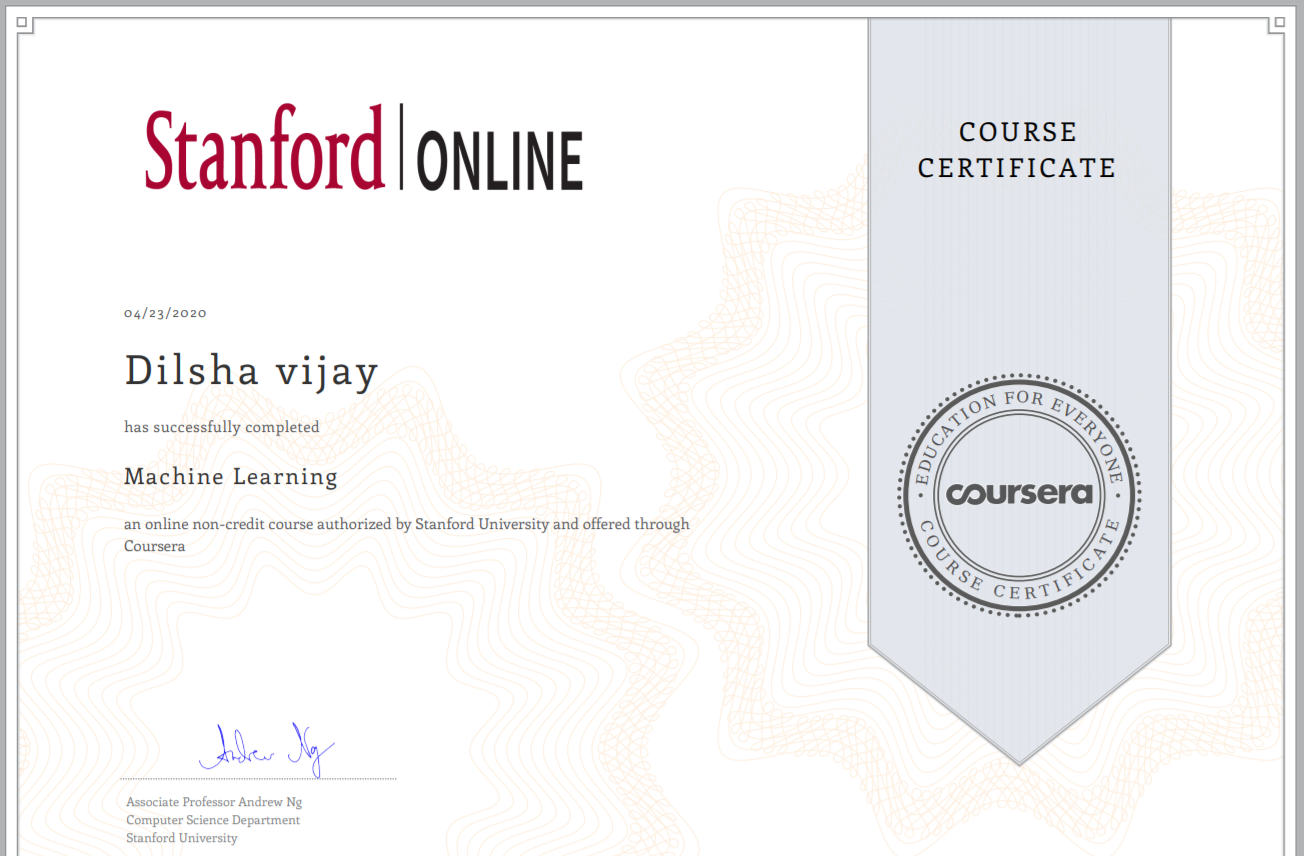 Stanford | ONLINE
COURSE
CERTIFICATE
04/23/2020
Dilsha vijay
has successfully completed
Machine Learning
an online non-credit course authorized by Stanford University and offered through
Coursera
EDUCATION FOR EVERYONE
coursera
COURSE CERTIFICATE
Andrew Ng
Associate Professor Andrew Ng
Computer Science Department
Stanford University